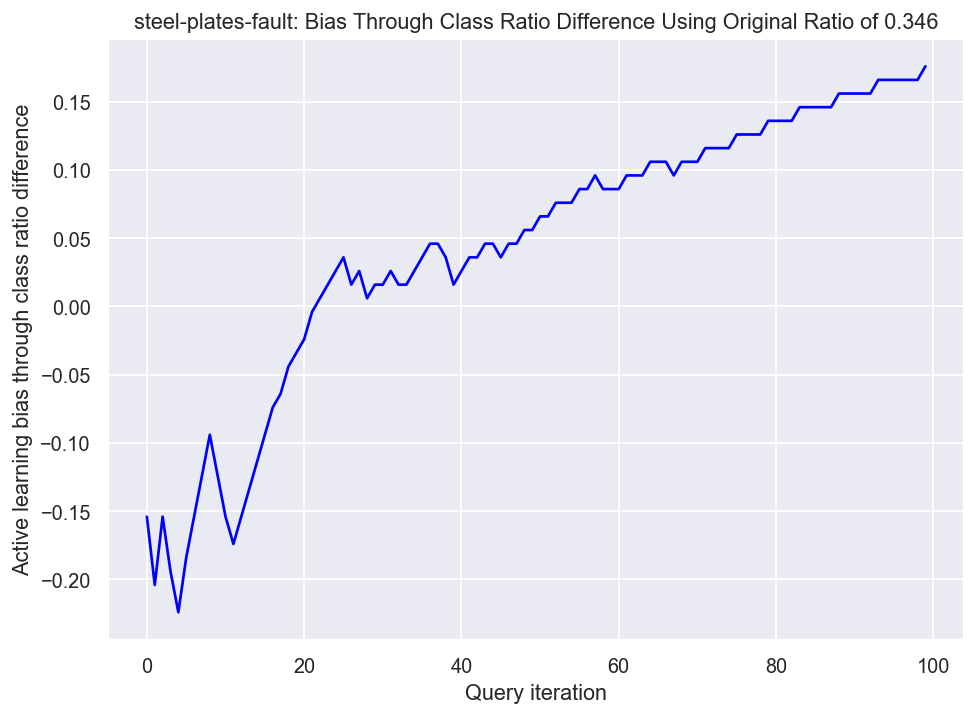 steel-plates-fault: Bias Through Class Ratio Difference Using Original Ratio of 0.346
Active learning bias through class ratio difference
0.15
0.10
0.05
0.00
−0.05
−0.10
−0.15
−0.20
0 20 40 60 80 100
Query iteration